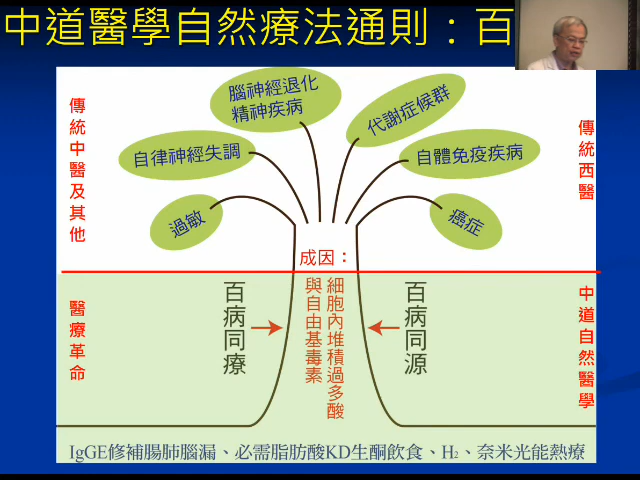 中道醫學自然療法通則：百
傳統中醫及其他
傳統西醫
腦神經退化
精神疾病
代謝症候群
自律神經失調
自體免疫疾病
過敏
癌症
成因：
醫療革命
百病同療
細胞內堆積過多酸
與自由基毒素
百病同源
中道自然醫學
IgGE修補腸肺腦漏、必需脂肪酸KD生酮飲食、H₂、奈米光能熱療